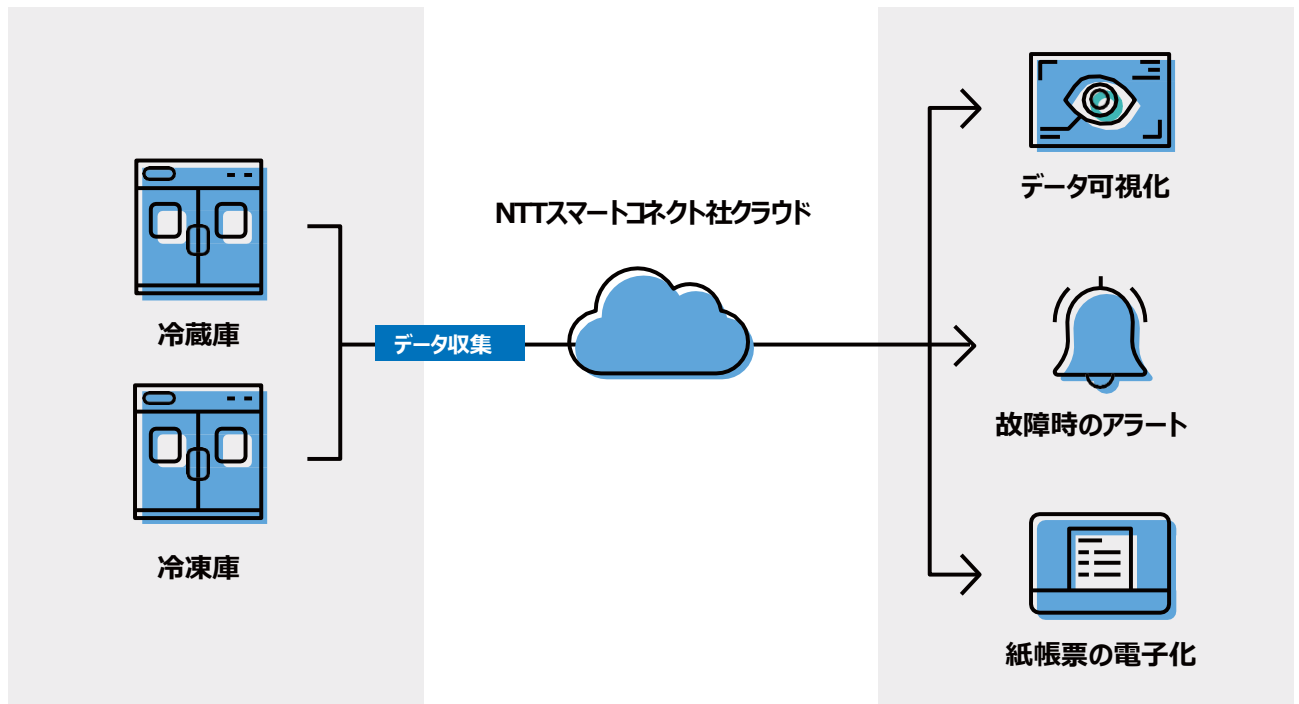 冷蔵庫
冷凍庫
データ収集
NTTスマートコネクト社クラウド
データ可視化
故障時のアラート
紙帳票の電子化